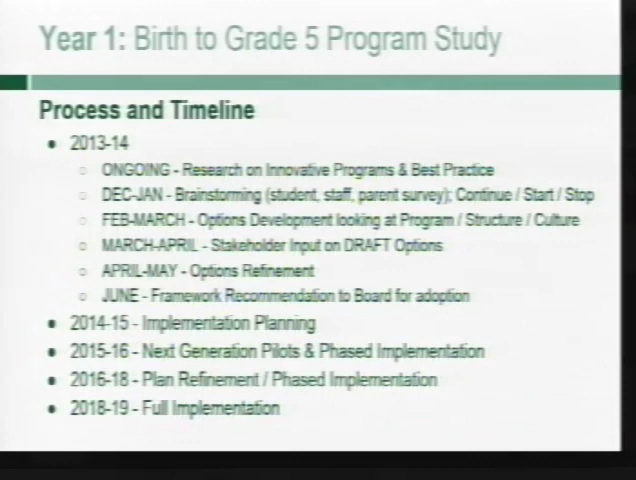 Year 1: Birth to Grade 5 Program Study
Process and Timeline
• 2013-14
○ ONGOING - Research on Innovative Programs & Best Practice
○ DEC-JAN - Brainstorming (student, staff, parent survey); Continue / Start / Stop
○ FEB-MARCH - Options Development looking at Program / Structure / Culture
○ MARCH-APRIL - Stakeholder Input on DRAFT Options
○ APRIL-MAY - Options Refinement
○ JUNE - Framework Recommendation to Board for adoption
• 2014-15 - Implementation Planning
• 2015-16 - Next Generation Pilots & Phased Implementation
• 2016-18 - Plan Refinement / Phased Implementation
• 2018-19 - Full Implementation